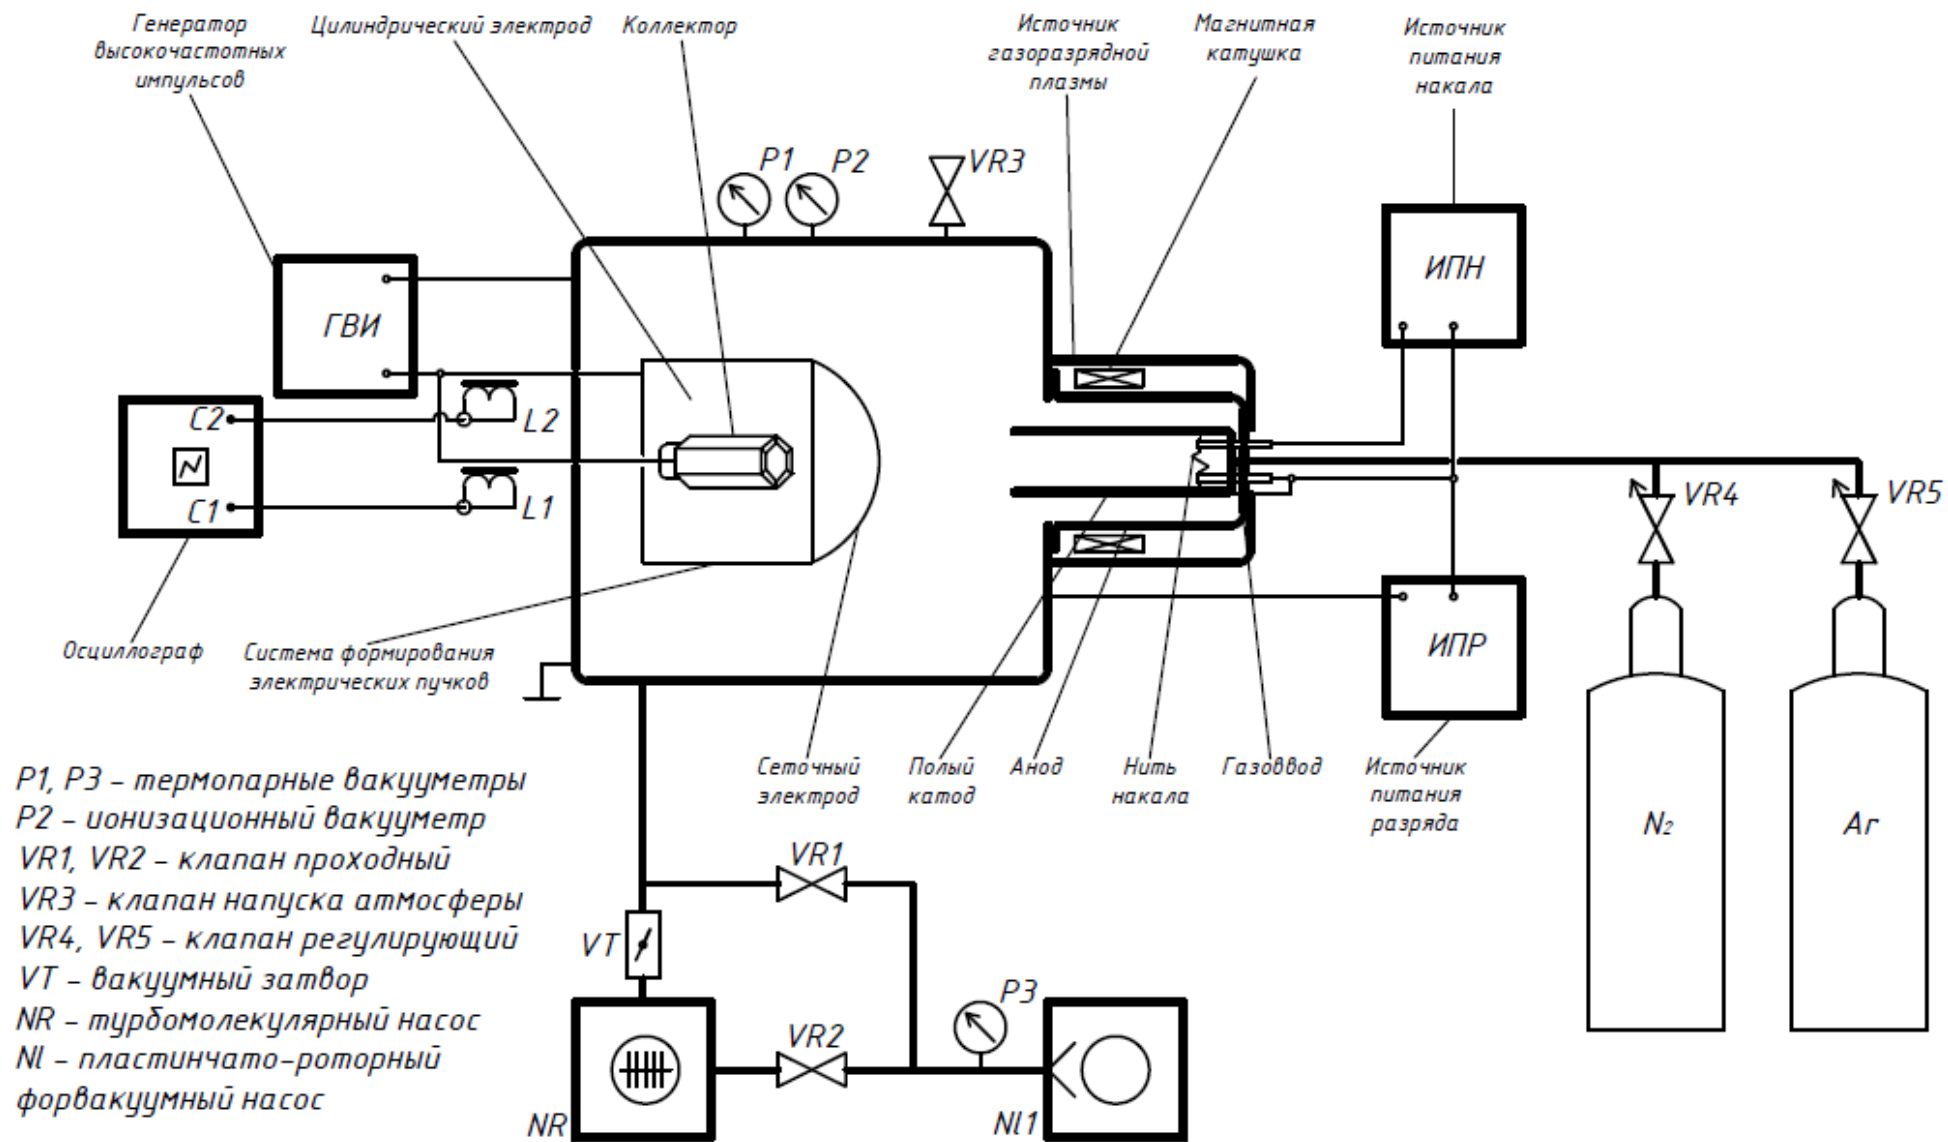 Генератор
высокочастотных
импульсов
Цилиндрический электрод
Коллектор
Источник
газоразрядной
плазмы
Магнитная
катушка
Источник
питания
накала
P1
P2
VR3
ГВИ
ИПН
C2
L2
C1
L1
VR4
VR5
ИПР
Осциллограф
Система формирования
электрических пучков
Сеточный
электрод
Полый
катод
Анод
Нить
накала
Газоввод
Источник
питания
разряда
N₂
Ar
P1, P3 – термопарные вакууметры
P2 – ионизационный вакууметр
VR1, VR2 – клапан проходный
VR3 – клапан напуска атмосферы
VR4, VR5 – клапан регулирующий
VT – вакуумный затвор
NR – турбомолекулярный насос
Nl – пластинчато-роторный
форвакуумный насос
VR1
VT
P3
VR2
NR
Nl1